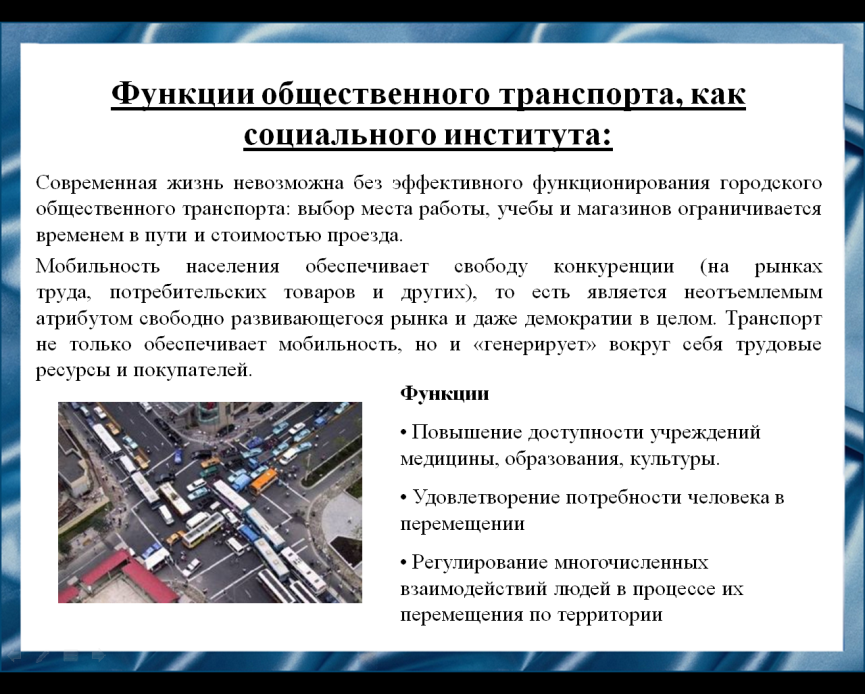 Функции общественного транспорта, как
социального института:
Современная жизнь невозможна без эффективного функционирования городского
общественного транспорта: выбор места работы, учебы и магазинов ограничивается
временем в пути и стоимостью проезда.
Мобильность населения обеспечивает свободу конкуренции (на рынках
труда, потребительских товаров и других), то есть является неотъемлемым
атрибутом свободно развивающегося рынка и даже демократии в целом. Транспорт
не только обеспечивает мобильность, но и «генерирует» вокруг себя трудовые
ресурсы и покупателей.
Функции
• Повышение доступности учреждений
медицины, образования, культуры.
• Удовлетворение потребности человека в
перемещении
• Регулирование многочисленных
взаимодействий людей в процессе их
перемещения по территории